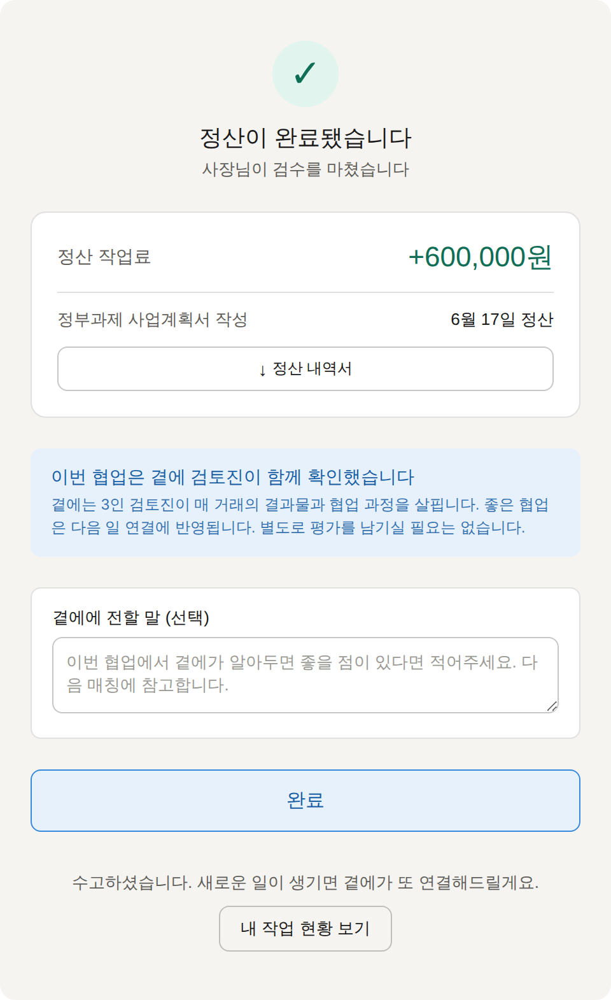 ✓
정산이 완료됐습니다
사장님이 검수를 마쳤습니다
정산 작업료
+600,000원
정부과제 사업계획서 작성
6월 17일 정산
↓ 정산 내역서
이번 협업은 곁에 검토진이 함께 확인했습니다
곁에는 3인 검토진이 매 거래의 결과물과 협업 과정을 살핍니다. 좋은 협업
은 다음 일 연결에 반영됩니다. 별도로 평가를 남기실 필요는 없습니다.
곁에에 전할 말 (선택)
이번 협업에서 곁에가 알아두면 좋을 점이 있다면 적어주세요. 다
음 매칭에 참고합니다.
완료
수고하셨습니다. 새로운 일이 생기면 곁에가 또 연결해드릴게요.
내 작업 현황 보기